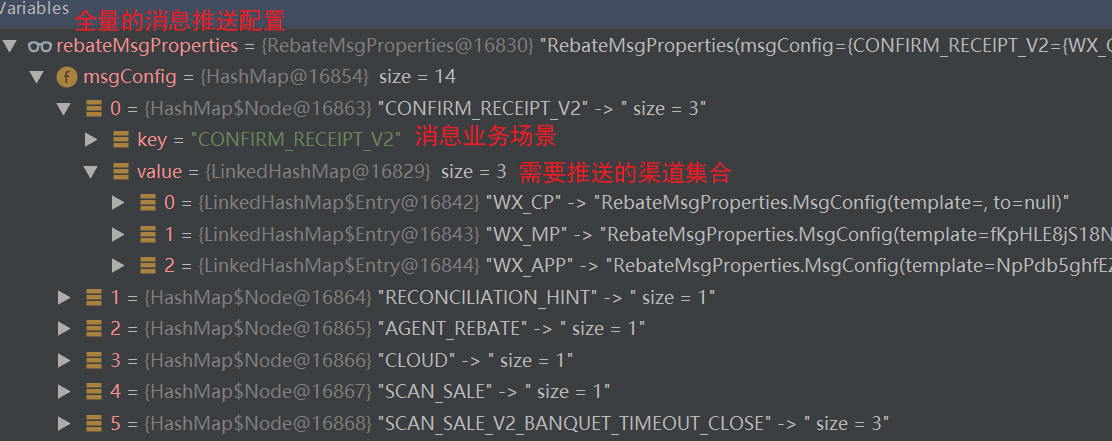 Variables
全量的消息推送配置
rebateMsgProperties = {RebateMsgProperties@16830} "RebateMsgProperties(msgConfig={CONFIRM_RECEIPT_V2={WX_C
f msgConfig = {HashMap@16854} size = 14
0 = {HashMap$Node@16863} "CONFIRM_RECEIPT_V2" -> " size = 3"
key = "CONFIRM_RECEIPT_V2" 消息业务场景
value = {LinkedHashMap@16829} size = 3 需要推送的渠道集合
0 = {LinkedHashMap$Entry@16842} "WX_CP" -> "RebateMsgProperties.MsgConfig(template=, to=null)"
1 = {LinkedHashMap$Entry@16843} "WX_MP" -> "RebateMsgProperties.MsgConfig(template=fKpHLE8jS18N
2 = {LinkedHashMap$Entry@16844} "WX_APP" -> "RebateMsgProperties.MsgConfig(template=NpPdb5ghfEZ
1 = {HashMap$Node@16864} "RECONCILIATION_HINT" -> " size = 1"
2 = {HashMap$Node@16865} "AGENT_REBATE" -> " size = 1"
3 = {HashMap$Node@16866} "CLOUD" -> " size = 1"
4 = {HashMap$Node@16867} "SCAN_SALE" -> " size = 1"
5 = {HashMap$Node@16868} "SCAN_SALE_V2_BANQUET_TIMEOUT_CLOSE" -> " size = 3"